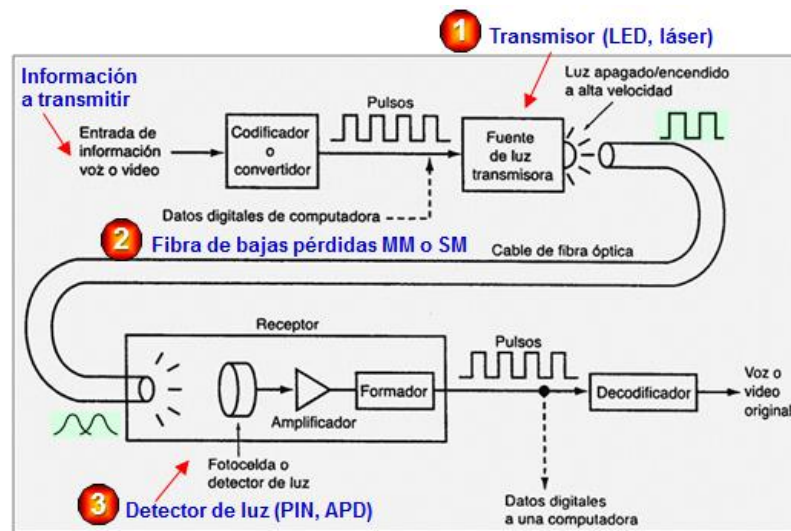 1 Transmisor (LED, láser)
Información
a transmitir
Luz apagado/encendido
a alta velocidad
Pulsos
Entrada de
información
voz o video
Codificador
o
convertidor
Fuente
de luz
transmisora
Datos digitales de computadora
2 Fibra de bajas pérdidas MM o SM
Cable de fibra óptica
Receptor
Pulsos
Formador
Amplificador
Decodificador
Voz o
video
original
Fotocelda o
detector de luz
3 Detector de luz (PIN, APD)
Datos digitales
a una computadora